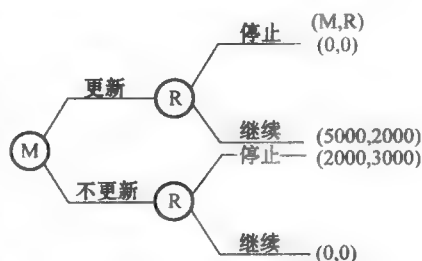 (M,R)
停止
(0,0)
更新
R
继续
(5000,2000)
M
停止
(2000,3000)
不更新
R
继续
(0,0)